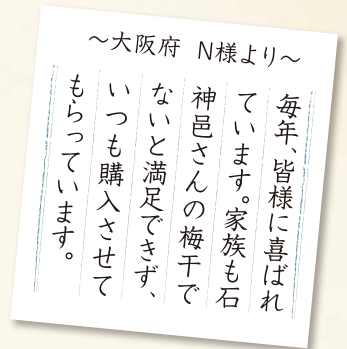 ～大阪府 N様より～
毎年、皆様に喜ばれ
ています。家族も石
神邑さんの梅干で
ないと満足できず、
いつも購入させて
もらっています。